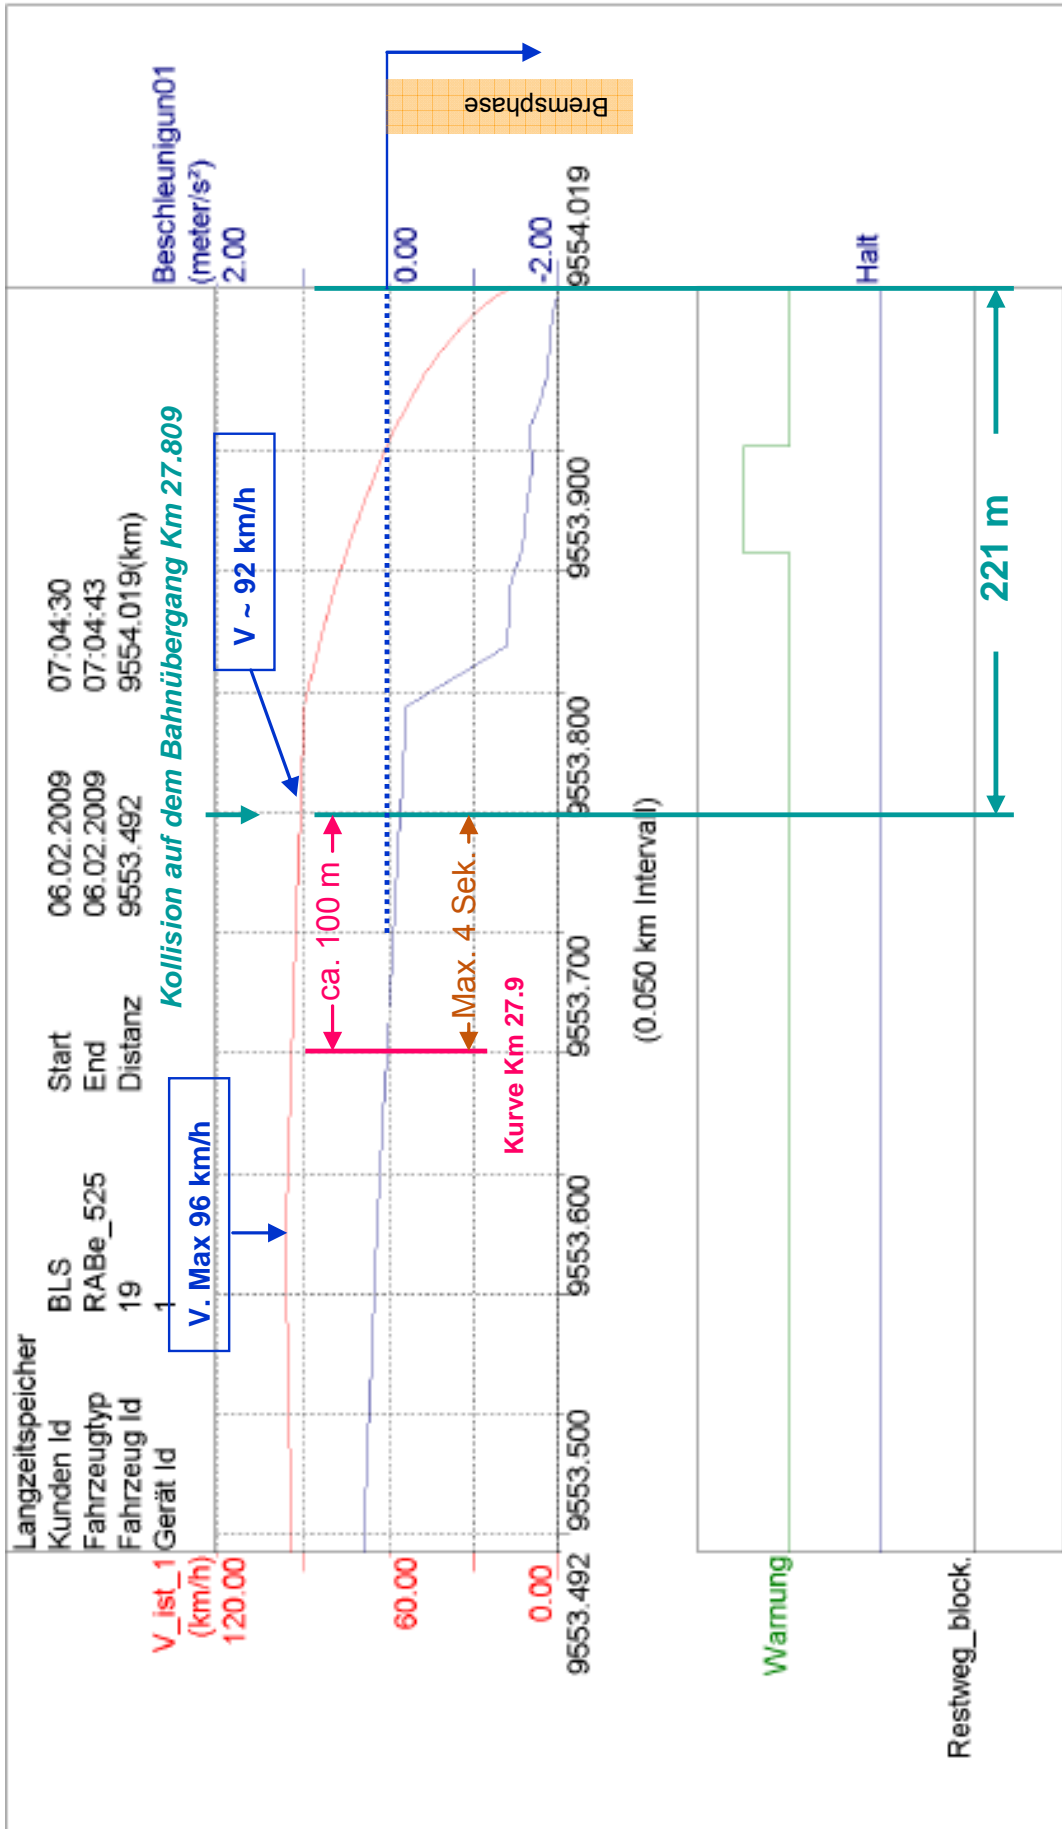 Langzeitspeicher
Kunden Id BLS Start 06.02.2009 07:04:30
Fahrzeugtyp RABe_525 End 06.02.2009 07:04:43
Fahrzeug Id 19 Distanz 9553.492 9554.019(km)
Gerät Id 1
Kollision auf dem Bahnübergang Km 27.809
V_ist_1
(km/h)
120.00
60.00
0.00
Beschleunigun01
(meter/s²)
2.00
0.00
-2.00
V. Max 96 km/h
V ~ 92 km/h
Bremsphase
ca. 100 m
Max. 4 Sek.
Kurve Km 27.9
9553.492 9553.500 9553.600 9553.700 9553.800 9553.900 9554.019
(0.050 km Intervall)
Warnung
Halt
Restweg_block.
221 m